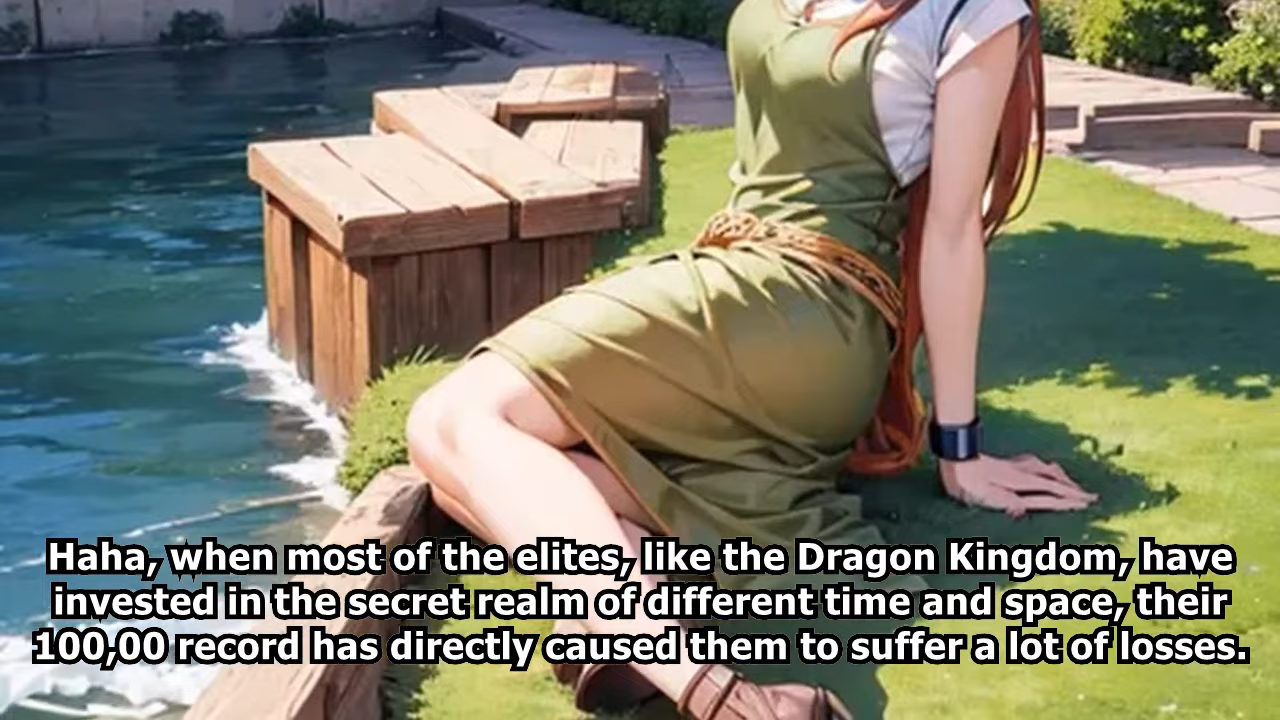 Haha, when most of the elites, like the Dragon Kingdom, have
invested in the secret realm of different time and space, their
100,00 record has directly caused them to suffer a lot of losses.